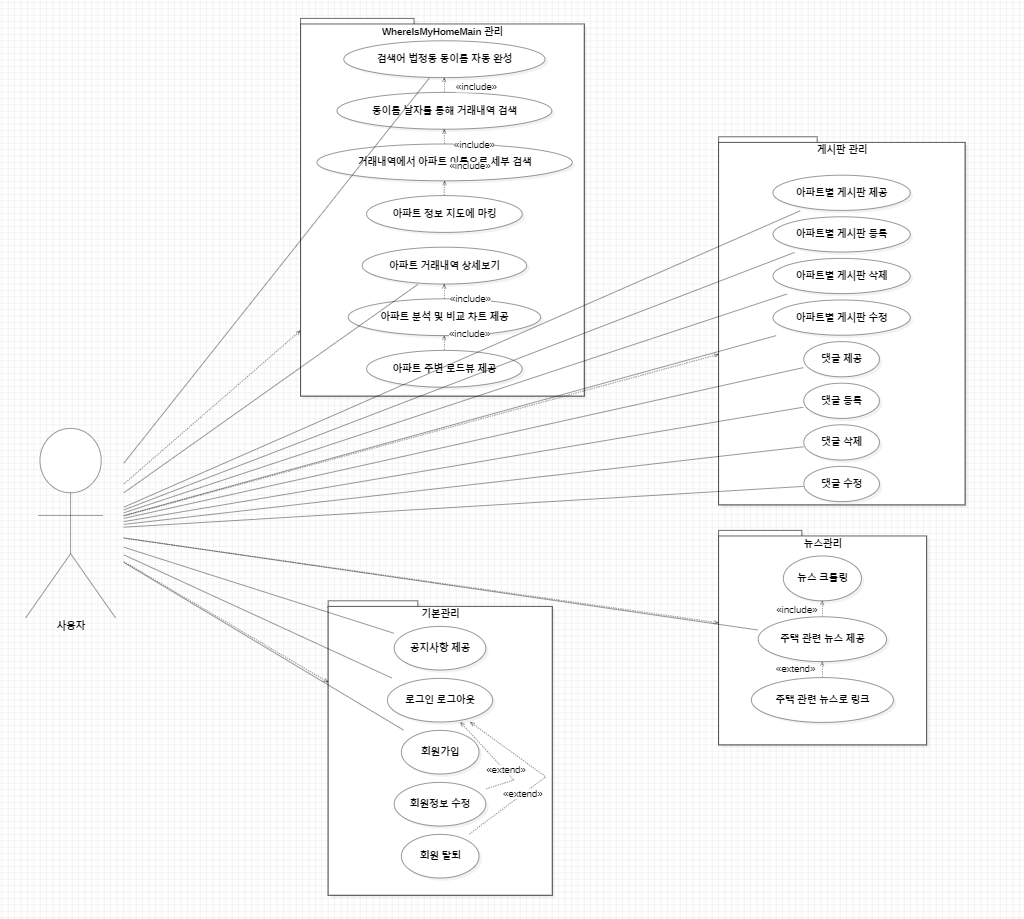 WhereIsMyHomeMain 관리
검색어 법정동 동이름 자동 완성
«include»
동이름 날자를 통해 거래내역 검색
«include»
거래내역에서 아파트 이름으로 세부 검색
«include»
아파트 정보 지도에 마킹
아파트 거래내역 상세보기
«include»
아파트 분석 및 비교 차트 제공
«include»
아파트 주변 로드뷰 제공
게시판 관리
아파트별 게시판 제공
아파트별 게시판 등록
아파트별 게시판 삭제
아파트별 게시판 수정
댓글 제공
댓글 등록
댓글 삭제
댓글 수정
사용자
뉴스관리
뉴스 크롤링
«include»
주택 관련 뉴스 제공
«extend»
주택 관련 뉴스로 링크
기본관리
공지사항 제공
로그인 로그아웃
회원가입
«extend»
회원정보 수정
«extend»
회원 탈퇴